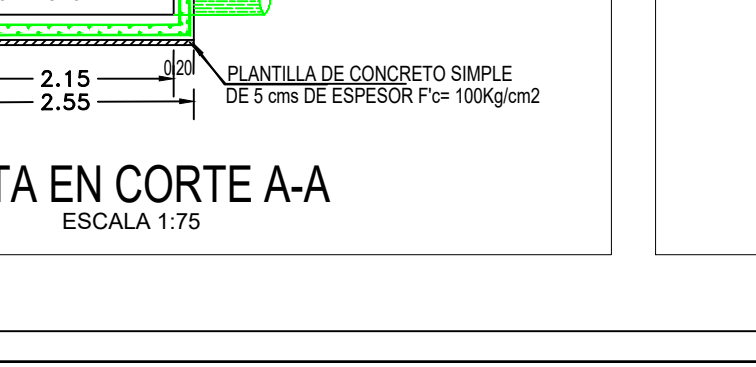 0.20
2.15
2.55
PLANTILLA DE CONCRETO SIMPLE
DE 5 cms DE ESPESOR F'c= 100Kg/cm2
TA EN CORTE A-A
ESCALA 1:75